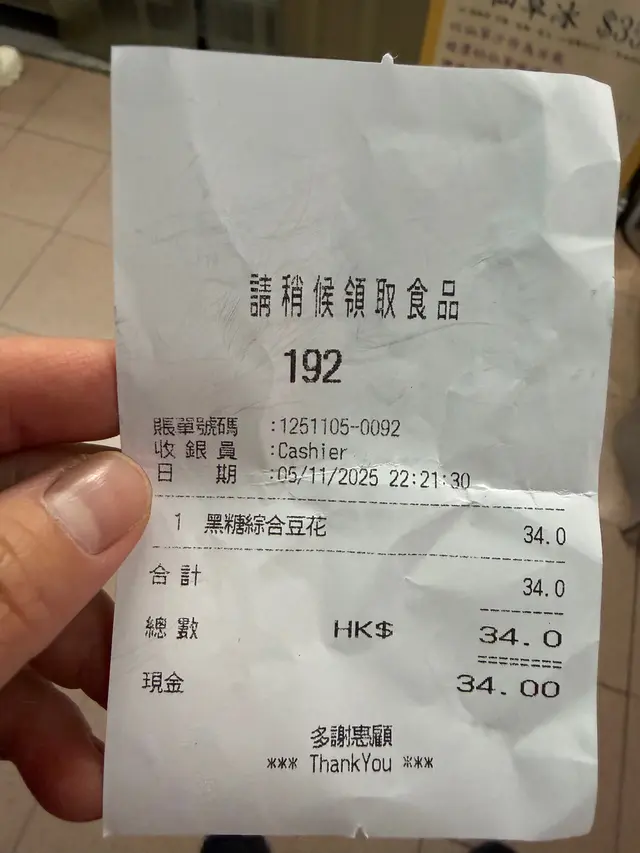 $33
請稍候領取食品
192
賬單號碼 :1251105-0092
收銀員 :Cashier
日期 :05/11/2025 22:21:30
1 黑糖綜合豆花 34.0
合計 34.0
總數 HK$ 34.0
現金 34.00
多謝惠顧
*** ThankYou ***